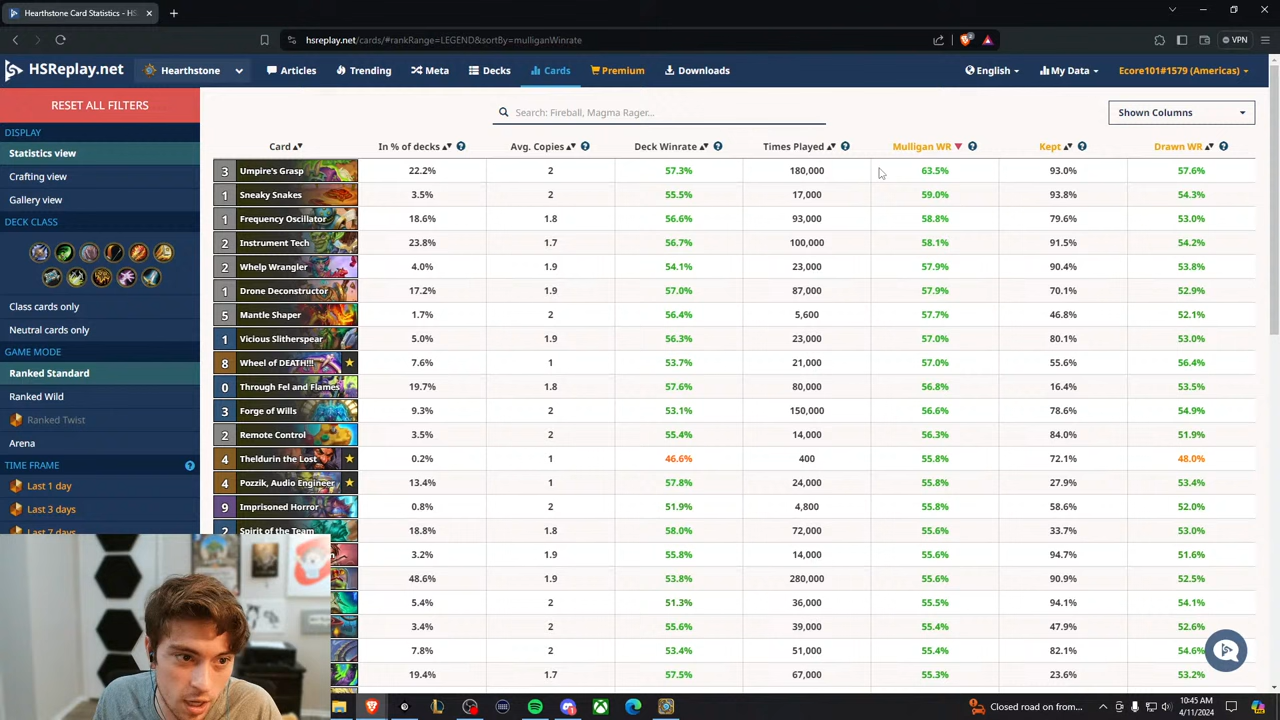 Hearthstone Card Statistics - HS
hsreplay.net/cards/#rankRange=LEGEND&sortBy=mulliganWinrate
VPN
HSReplay.net
Hearthstone
Articles
Trending
Meta
Decks
Cards
Premium
Downloads
English
My Data
Ecore101#1579 (Americas)
RESET ALL FILTERS
DISPLAY
Statistics view
Crafting view
Gallery view
DECK CLASS
Class cards only
Neutral cards only
GAME MODE
Ranked Standard
Ranked Wild
Ranked Twist
Arena
TIME FRAME
Last 1 day
Last 3 days
Last 7 days
Search: Fireball, Magma Rager...
Shown Columns
Card In % of decks Avg. Copies Deck Winrate Times Played Mulligan WR Kept Drawn WR
3 Umpire's Grasp 22.2% 2 57.3% 180,000 63.5% 93.0% 57.6%
1 Sneaky Snakes 3.5% 2 55.5% 17,000 59.0% 93.8% 54.3%
1 Frequency Oscillator 18.6% 1.8 56.6% 93,000 58.8% 79.6% 53.0%
2 Instrument Tech 23.8% 1.7 56.7% 100,000 58.1% 91.5% 54.2%
2 Whelp Wrangler 4.0% 1.9 54.1% 23,000 57.9% 90.4% 53.8%
1 Drone Deconstructor 17.2% 1.9 57.0% 87,000 57.9% 70.1% 52.9%
5 Mantle Shaper 1.7% 2 56.4% 5,600 57.7% 46.8% 52.1%
1 Vicious Slitherspear 5.0% 1.9 56.3% 23,000 57.0% 80.1% 53.0%
8 Wheel of DEATH!!! 7.6% 1 53.7% 21,000 57.0% 55.6% 56.4%
0 Through Fel and Flames 19.7% 1.8 57.6% 80,000 56.8% 16.4% 53.5%
3 Forge of Wills 9.3% 2 53.1% 150,000 56.6% 78.6% 54.9%
2 Remote Control 3.5% 2 55.4% 14,000 56.3% 84.0% 51.9%
4 Theldurin the Lost 0.2% 1 46.6% 400 55.8% 72.1% 48.0%
4 Pozzik, Audio Engineer 13.4% 1 57.8% 24,000 55.8% 27.9% 53.4%
9 Imprisoned Horror 0.8% 2 51.9% 4,800 55.8% 58.6% 52.0%
2 Spirit of the Team 18.8% 1.8 58.0% 72,000 55.6% 33.7% 53.0%
3.2% 1.9 55.8% 14,000 55.6% 94.7% 51.6%
48.6% 1.9 53.8% 280,000 55.6% 90.9% 52.5%
5.4% 2 51.3% 36,000 55.5% 94.1% 54.1%
3.4% 2 55.6% 39,000 55.4% 47.9% 52.6%
7.8% 2 53.4% 51,000 55.4% 82.1% 54.6%
19.4% 1.7 57.5% 67,000 55.3% 23.6% 53.2%
Closed road on from...
10:45 AM
4/11/2024